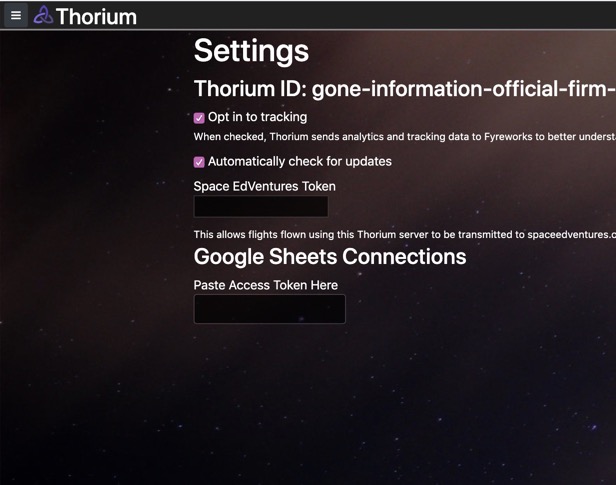 Thorium
Settings
Thorium ID: gone-information-official-firm-
Opt in to tracking
When checked, Thorium sends analytics and tracking data to Fyreworks to better underst
Automatically check for updates
Space EdVentures Token
This allows flights flown using this Thorium server to be transmitted to spaceedventures.o
Google Sheets Connections
Paste Access Token Here